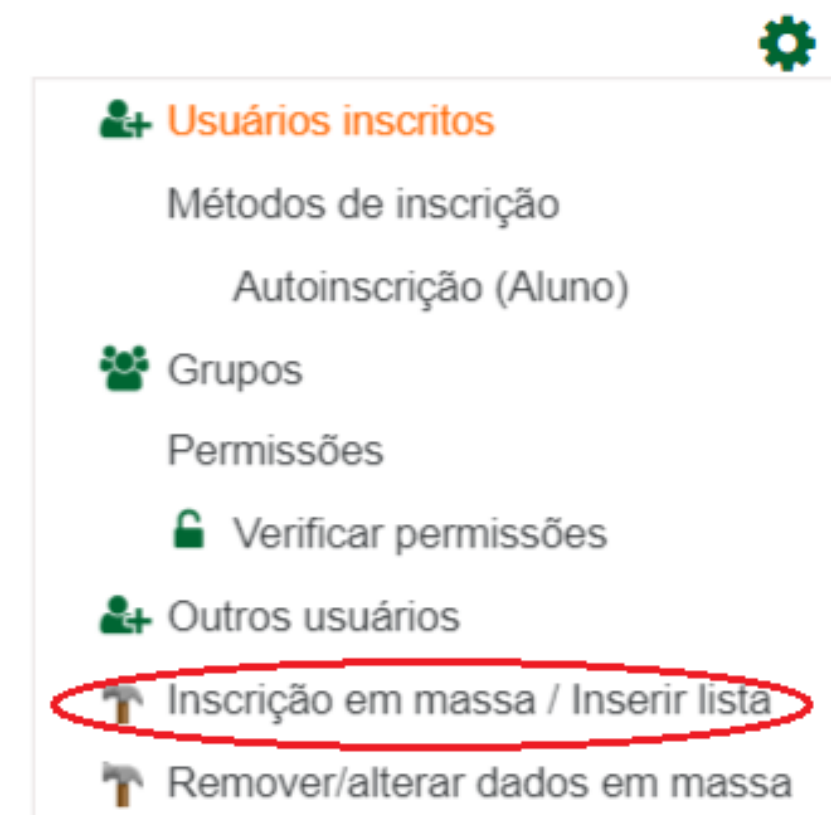 Usuários inscritos
Métodos de inscrição
Autoinscrição (Aluno)
Grupos
Permissões
Verificar permissões
Outros usuários
Inscrição em massa / Inserir lista
Remover/alterar dados em massa